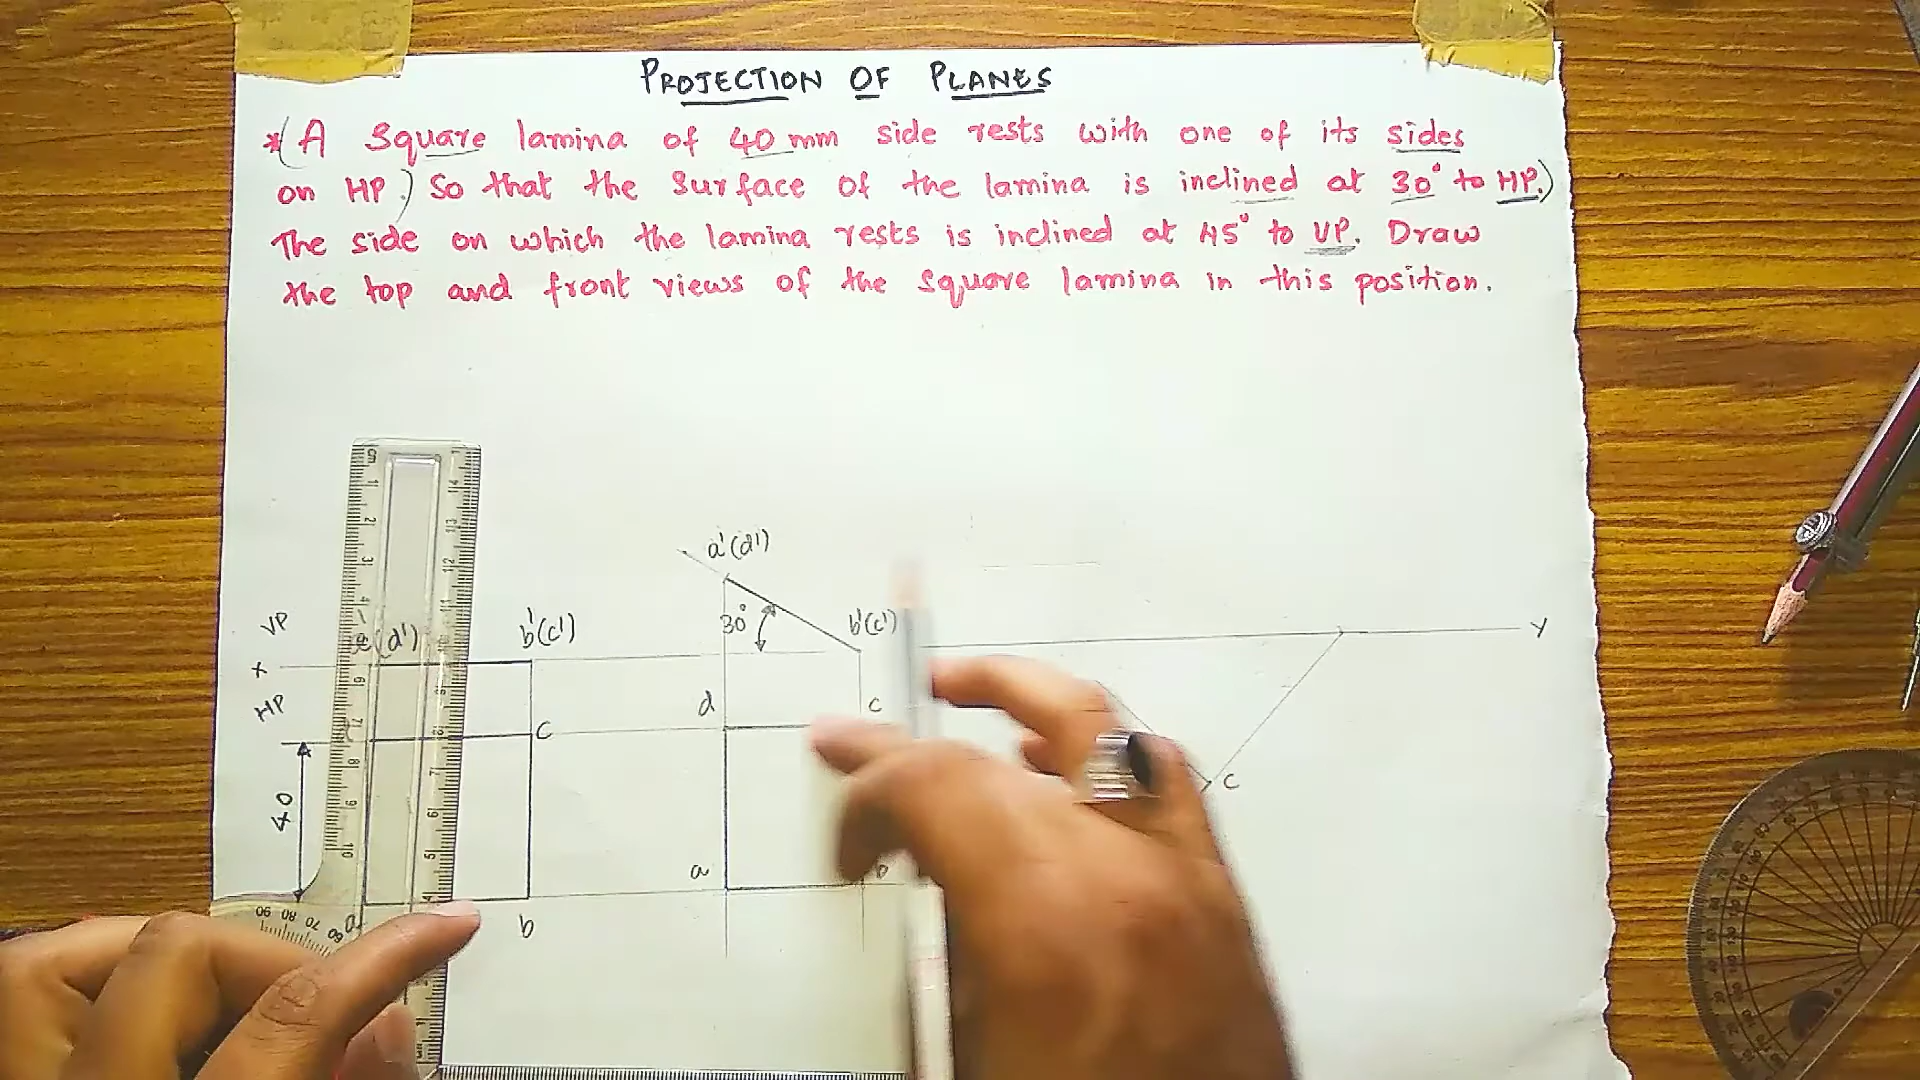 PROJECTION OF PLANES
*(A square lamina of 40 mm side rests with one of its sides
on HP.) So that the surface of the lamina is inclined at 30° to HP.)
The side on which the lamina rests is inclined at 45° to VP. Draw
the top and front views of the square lamina in this position.
a'(d')
VP
(d')
b'(c')
30°
b'(c')
Y
X
HP
d
c
c
c
40
a
b
a
b